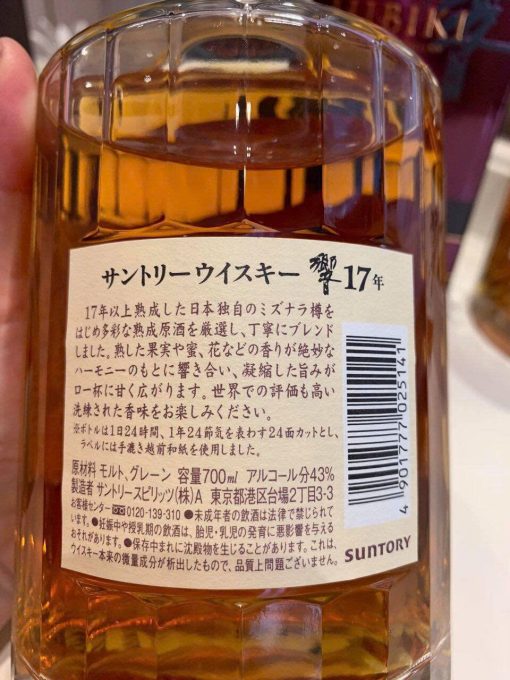 HIBIKI
響
サントリーウイスキー 響 17年
17年以上熟成した日本独自のミズナラ樽を
はじめ多彩な熟成原酒を厳選し、丁寧にブレンド
しました。熟した果実や蜜、花などの香りが絶妙な
ハーモニーのもとに響き合い、凝縮した旨みが
口一杯に甘く広がります。世界での評価も高い
洗練された香味をお楽しみください。
※ボトルは1日24時間、1年24節気を表わす24面カットとし、
ラベルには手漉き越前和紙を使用しました。
原材料 モルト、グレーン 容量700ml アルコール分43%
製造者 サントリースピリッツ(株)A 東京都港区台場2丁目3-3
お客様センター 0120-139-310 ●未成年者の飲酒は法律で禁じられて
います。●妊娠中や授乳期の飲酒は、胎児・乳児の発育に悪影響を与える
おそれがあります。●保存中まれに沈殿物を生じることがあります。これは、
ウイスキー本来の微量成分が析出したもので、品質上問題ございません。
4 901777 025141
SUNTORY